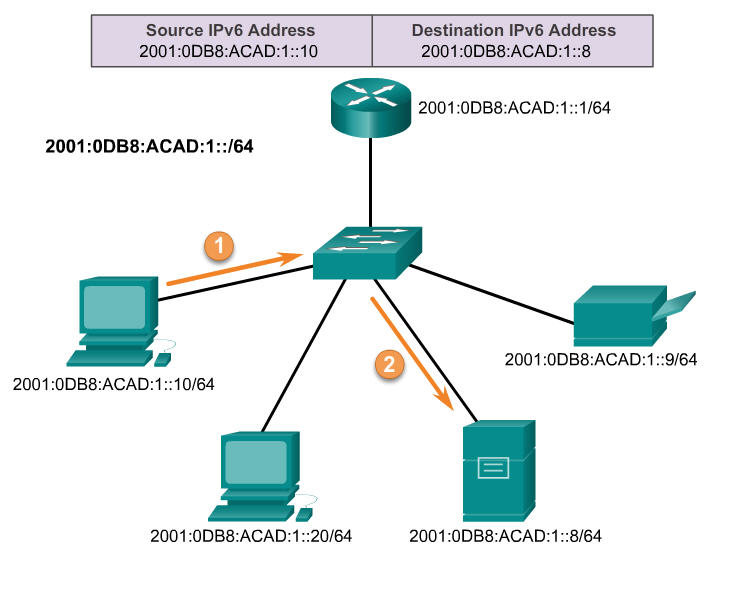 Source IPv6 Address
2001:0DB8:ACAD:1::10
Destination IPv6 Address
2001:0DB8:ACAD:1::8
2001:0DB8:ACAD:1::1/64
2001:0DB8:ACAD:1::/64
1
2001:0DB8:ACAD:1::10/64
2
2001:0DB8:ACAD:1::9/64
2001:0DB8:ACAD:1::20/64
2001:0DB8:ACAD:1::8/64